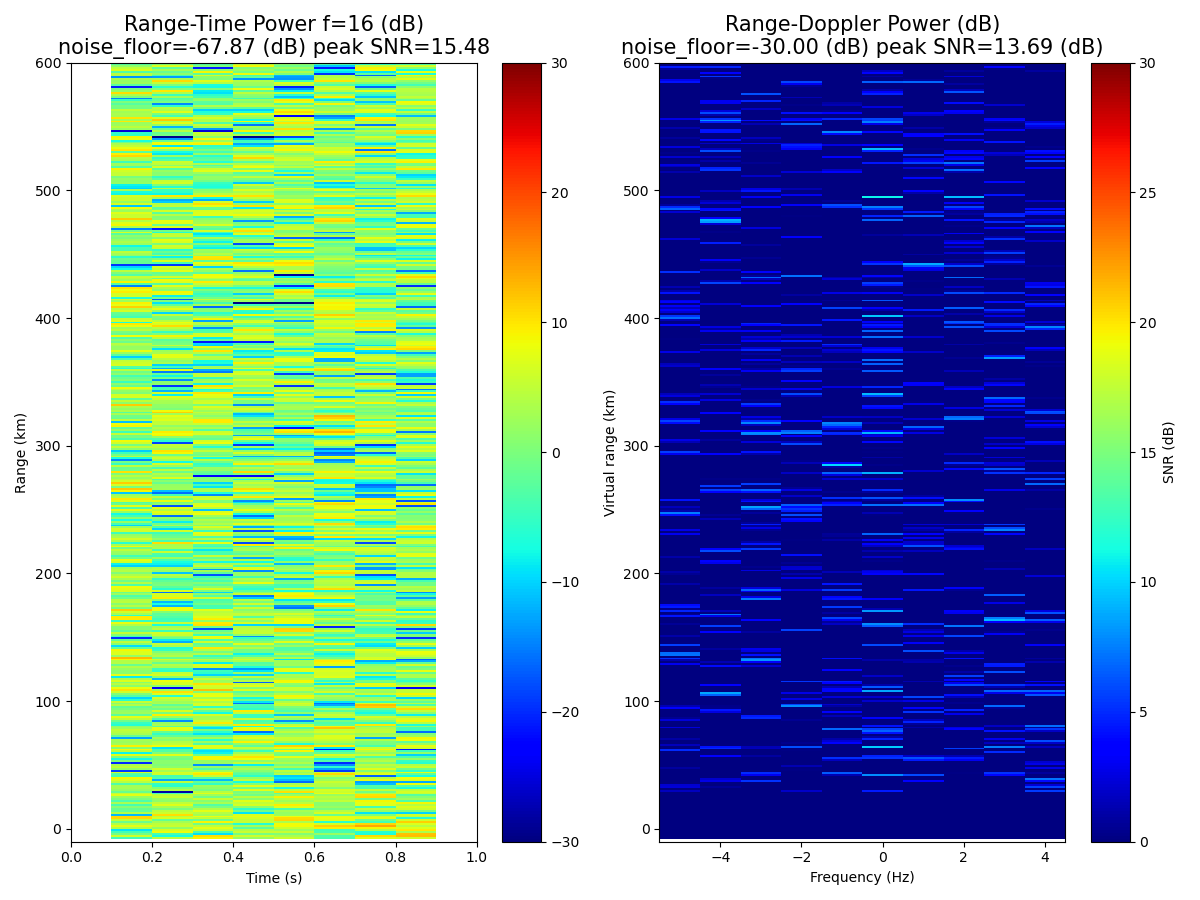 Range-Time Power f=16 (dB)
noise_floor=-67.87 (dB) peak SNR=15.48
Range-Doppler Power (dB)
noise_floor=-30.00 (dB) peak SNR=13.69 (dB)
Range (km)
600
500
400
300
200
100
0
0.0 0.2 0.4 0.6 0.8 1.0
Time (s)
30
20
10
0
−10
−20
−30
Virtual range (km)
600
500
400
300
200
100
0
−4 −2 0 2 4
Frequency (Hz)
30
25
20
15
10
5
0
SNR (dB)